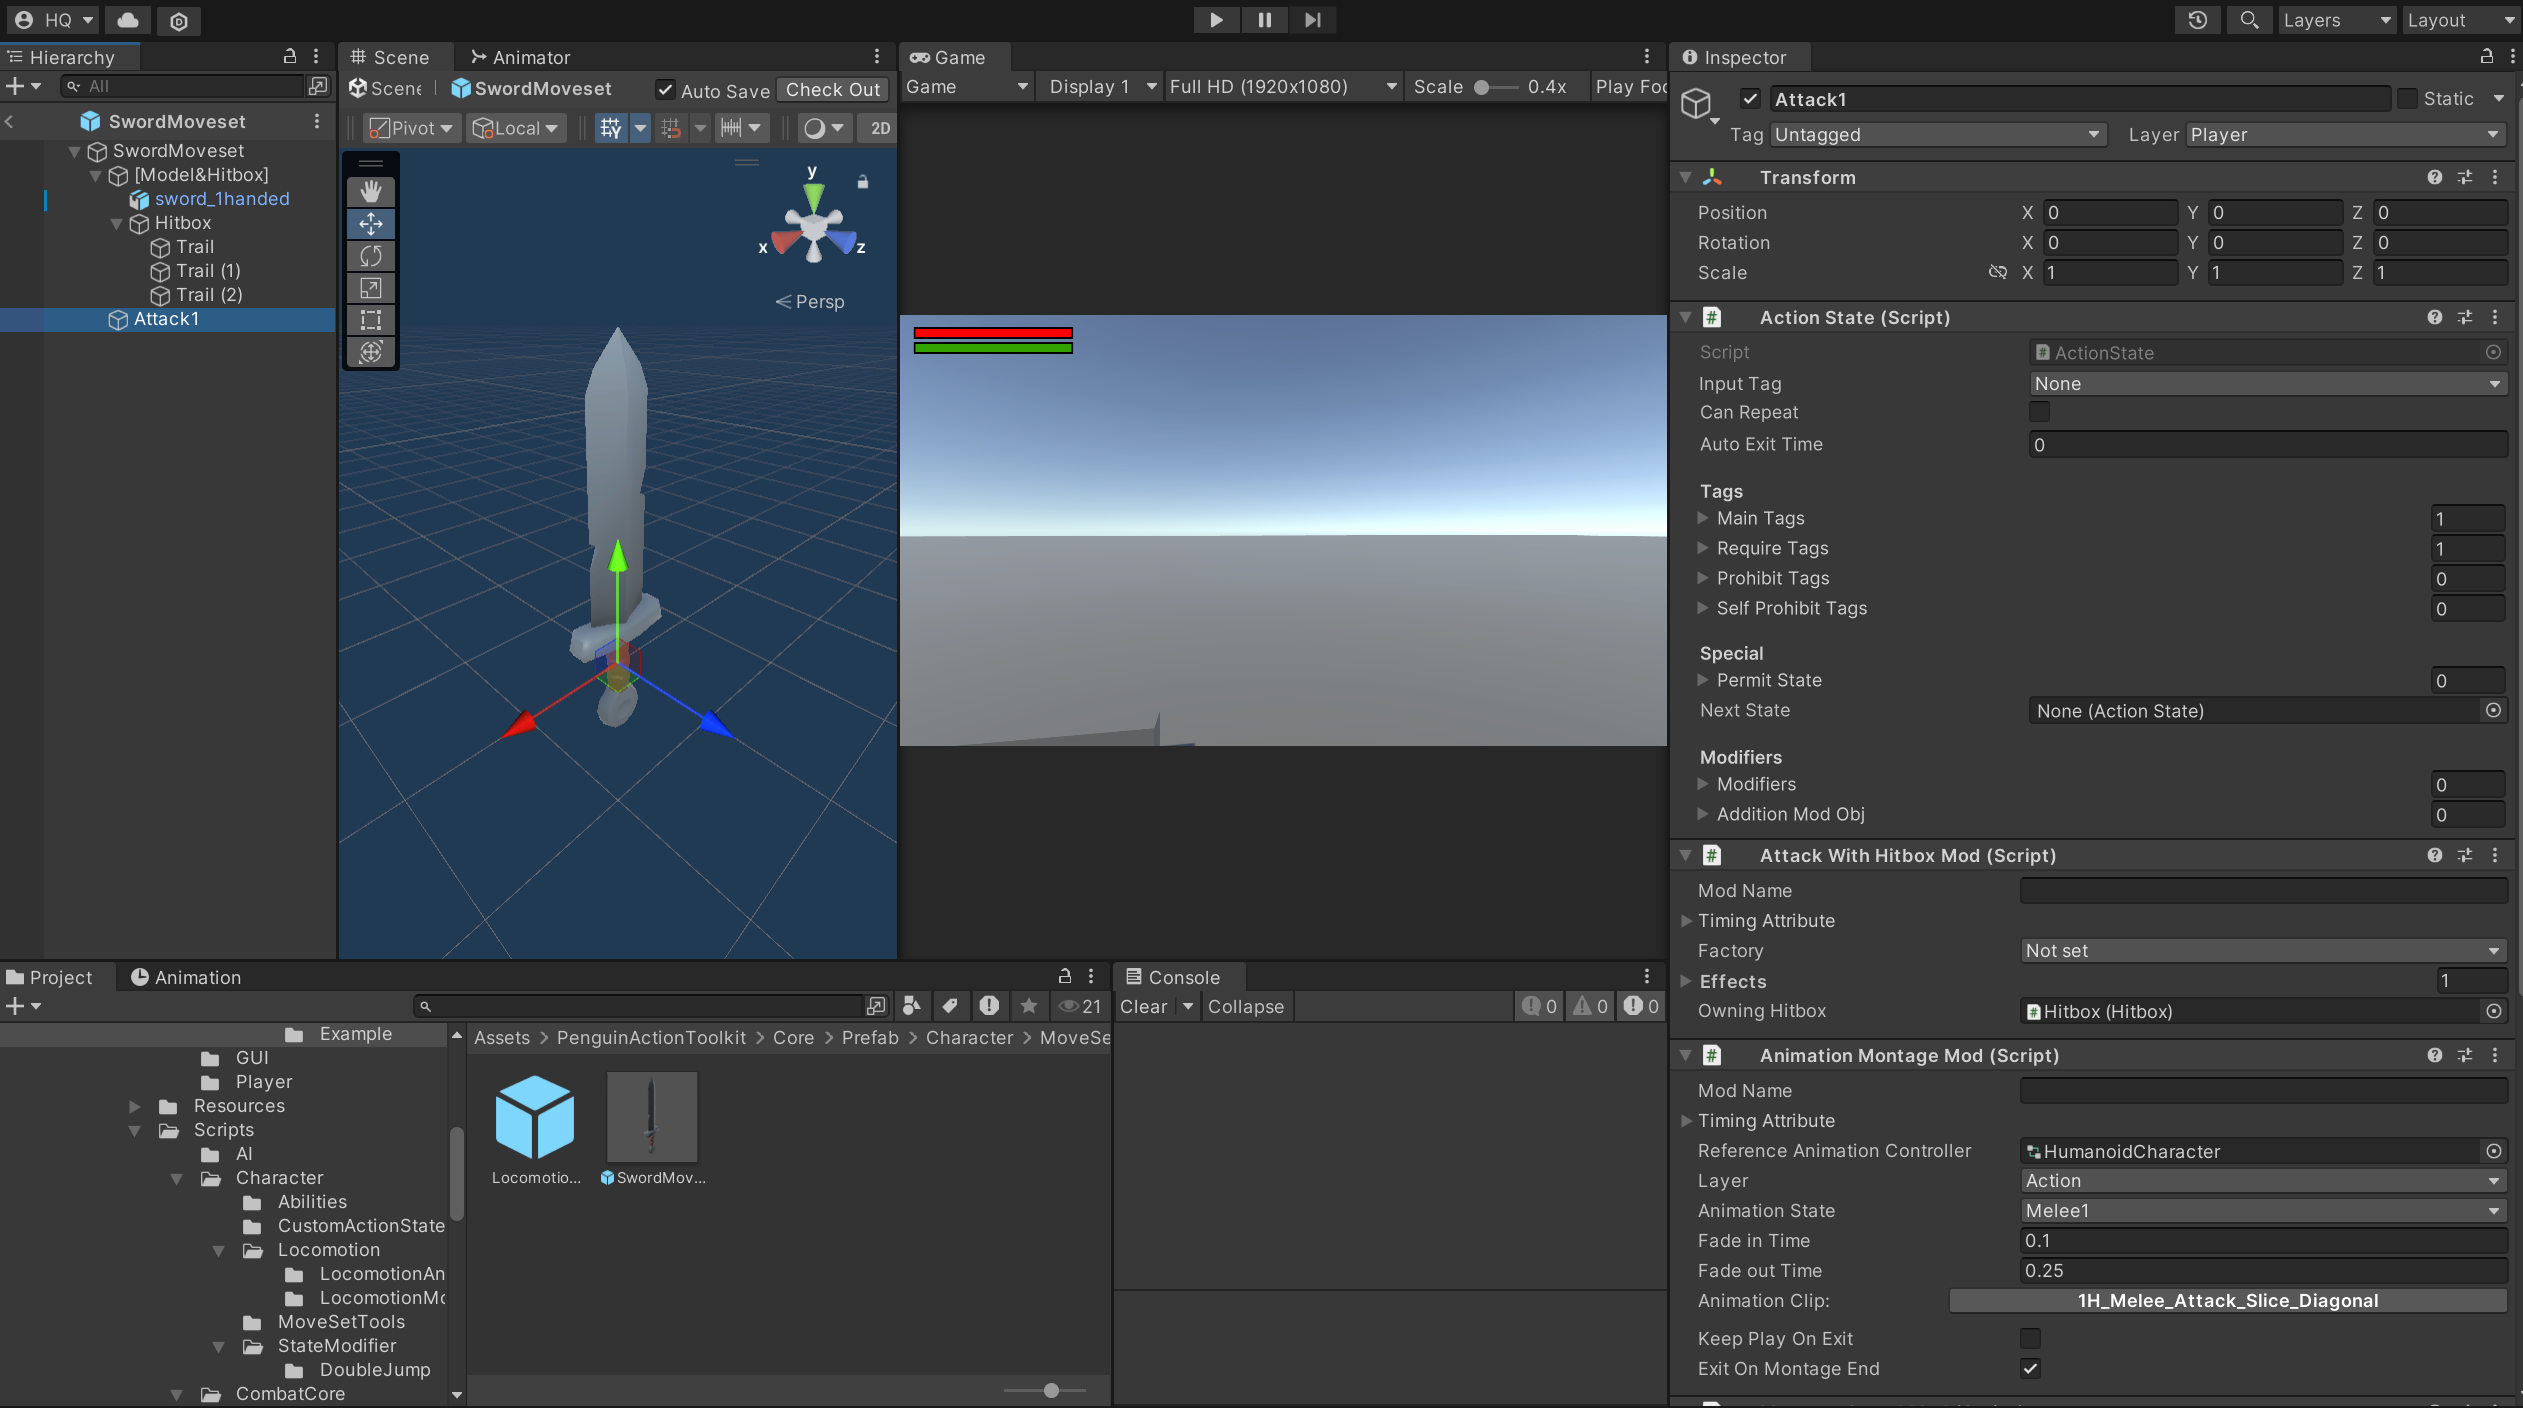 HQ
Layers
Layout
Hierarchy
All
SwordMoveset
SwordMoveset
[Model&Hitbox]
sword_1handed
Hitbox
Trail
Trail (1)
Trail (2)
Attack1
Scene
Animator
Scene
SwordMoveset
Auto Save
Check Out
Pivot
Local
2D
y
x
z
Persp
Game
Game
Display 1
Full HD (1920x1080)
Scale
0.4x
Play Foc
Inspector
Attack1
Static
Tag
Untagged
Layer
Player
Transform
Position
X 0
Y 0
Z 0
Rotation
X 0
Y 0
Z 0
Scale
X 1
Y 1
Z 1
Action State (Script)
Script
ActionState
Input Tag
None
Can Repeat
Auto Exit Time
0
Tags
Main Tags
1
Require Tags
1
Prohibit Tags
0
Self Prohibit Tags
0
Special
Permit State
0
Next State
None (Action State)
Modifiers
Modifiers
0
Addition Mod Obj
0
Attack With Hitbox Mod (Script)
Mod Name
Timing Attribute
Factory
Not set
Effects
1
Owning Hitbox
Hitbox (Hitbox)
Animation Montage Mod (Script)
Mod Name
Timing Attribute
Reference Animation Controller
HumanoidCharacter
Layer
Action
Animation State
Melee1
Fade in Time
0.1
Fade out Time
0.25
Animation Clip:
1H_Melee_Attack_Slice_Diagonal
Keep Play On Exit
Exit On Montage End
Project
Animation
21
Example
GUI
Player
Resources
Scripts
AI
Character
Abilities
CustomActionState
Locomotion
LocomotionAn
LocomotionMo
MoveSetTools
StateModifier
DoubleJump
CombatCore
Assets > PenguinActionToolkit > Core > Prefab > Character > MoveSe
Locomotio...
SwordMov...
Console
Clear
Collapse
0
0
0